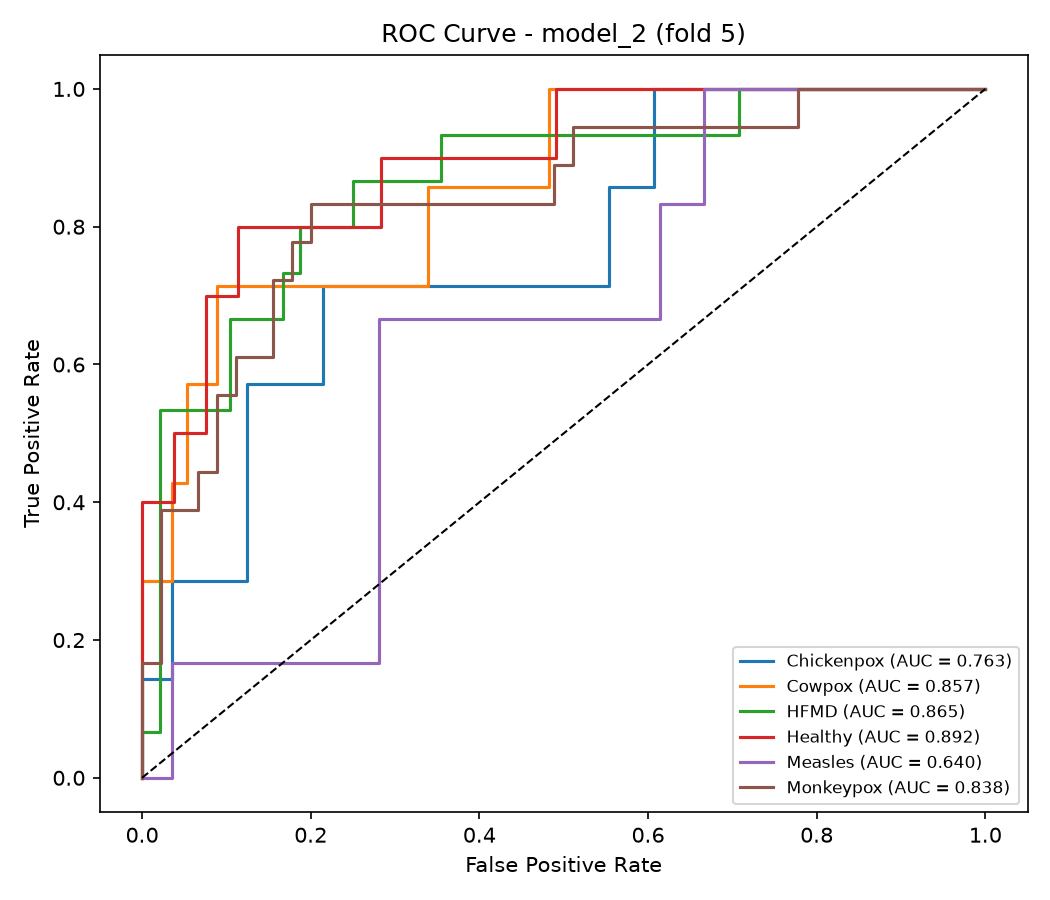 ROC Curve - model_2 (fold 5)
True Positive Rate
1.0
0.8
0.6
0.4
0.2
0.0
0.0 0.2 0.4 0.6 0.8 1.0
False Positive Rate
Chickenpox (AUC = 0.763)
Cowpox (AUC = 0.857)
HFMD (AUC = 0.865)
Healthy (AUC = 0.892)
Measles (AUC = 0.640)
Monkeypox (AUC = 0.838)